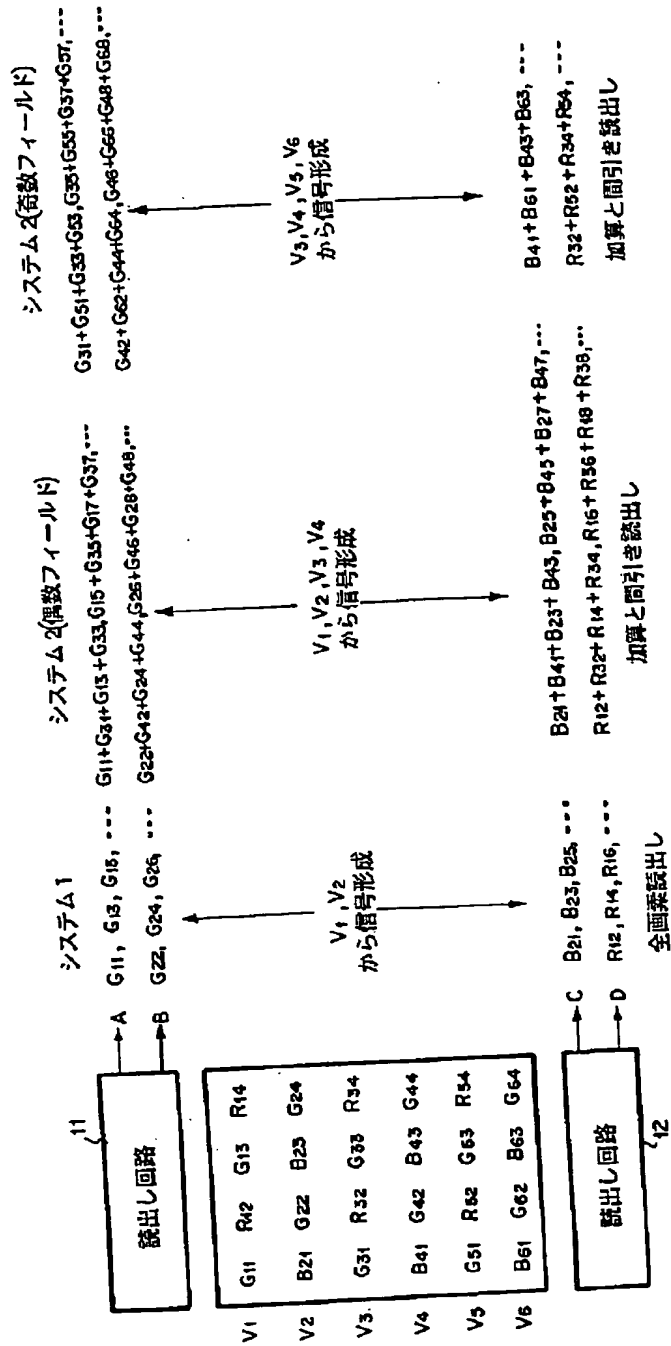 システム1
システム2(偶数フィールド)
システム2(奇数フィールド)
11
読出し回路
A G11, G13, G15, ---
B G22, G24, G26, ---
G11+G31+G13+G33,G15+G35+G17+G37,---
G22+G42+G24+G44,G26+G46+G28+G48,---
G31+G51+G33+G53,G35+G55+G37+G57,---
G42+G62+G44+G64,G46+G66+G48+G68,---
V1 G11 R12 G13 R14
V2 B21 G22 B23 G24
V3 G31 R32 G33 R34
V4 B41 G42 B43 G44
V5 G51 R52 G53 R54
V6 B61 G62 B63 G64
V1,V2
から信号形成
V1,V2,V3,V4
から信号形成
V3,V4,V5,V6
から信号形成
読出し回路
12
C B21, B23, B25, ---
D R12, R14, R16, ---
全画素読出し
B21+B41+B23+B43, B25+B45+B27+B47, ---
R12+R32+R14+R34, R16+R36+R18+R38, ---
加算と間引き読出し
B41+B61+B43+B63, ---
R32+R52+R34+R54, ---
加算と間引き読出し